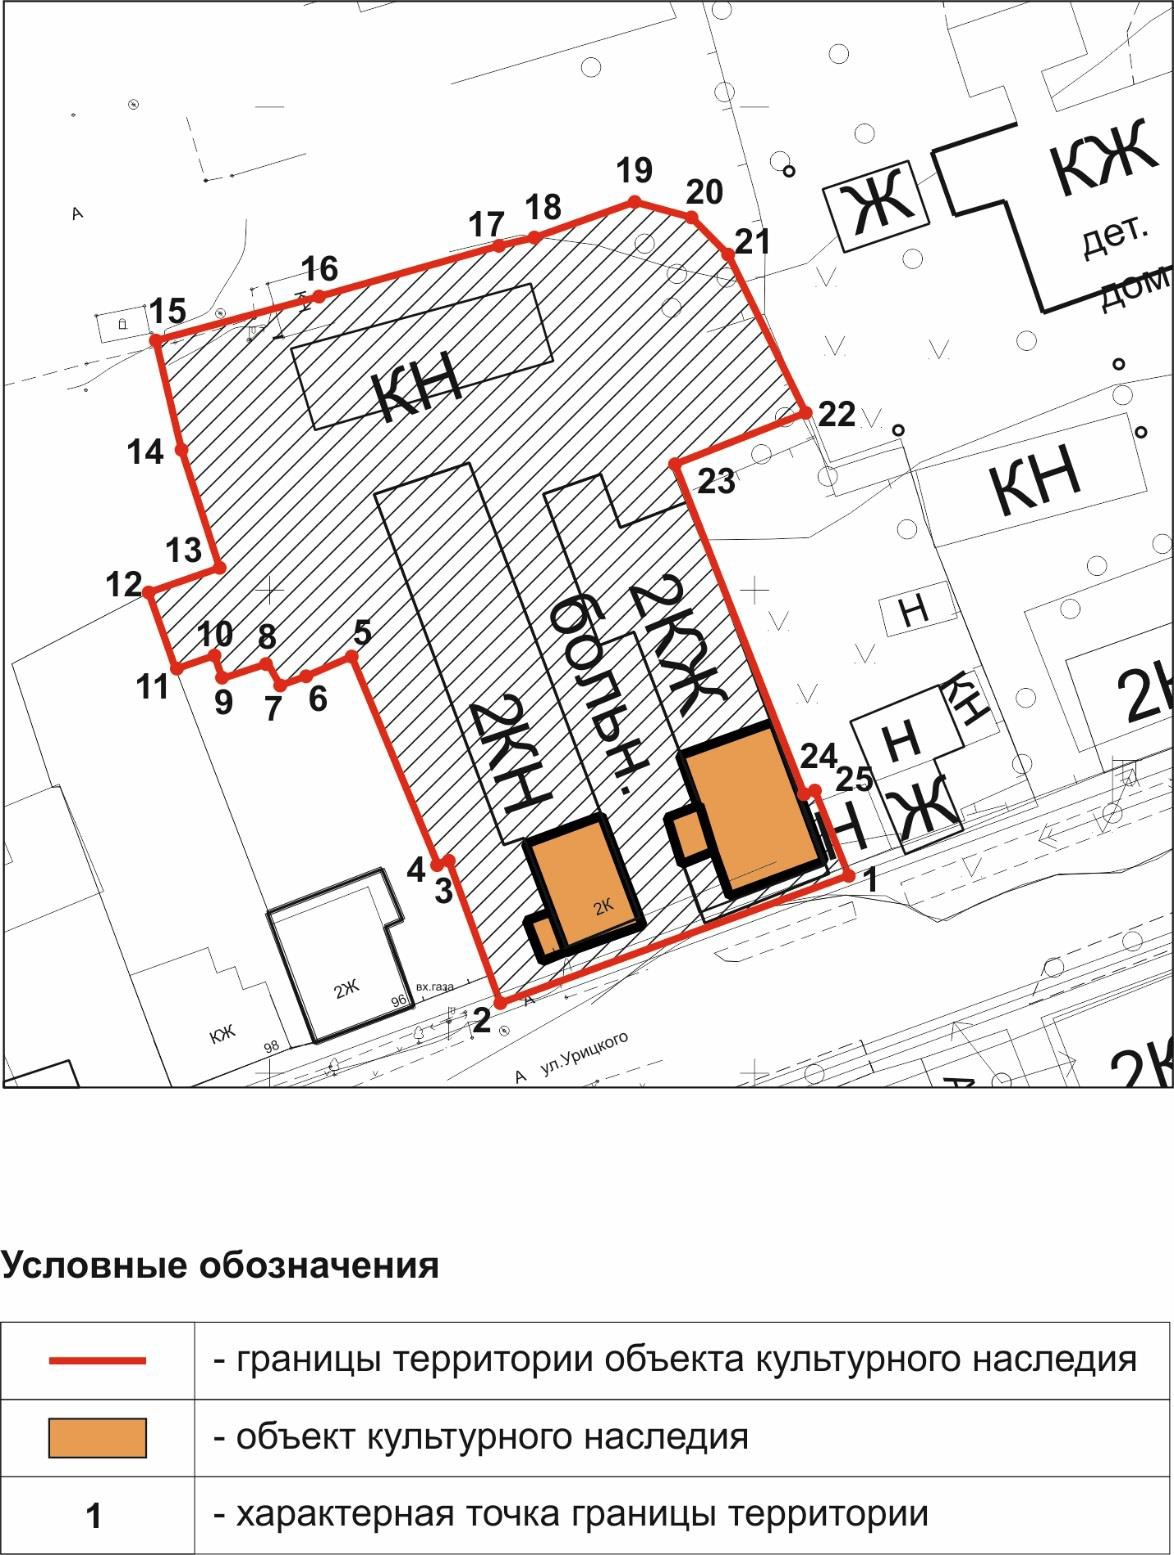 КЖ
дет.
дом
Ж
А
19
20
18
17
21
16
15
КН
КН
22
14
23
КН
13
12
Н
2КЖ
больн.
2КН
10
8
5
11
9
7
6
КН
2К
Н
Ж
24
25
Н
4
3
1
2К
2Ж
96
вх.газа
А
2
КЖ
98
ул.Урицкого
А
А
2К
Условные обозначения
- границы территории объекта культурного наследия
- объект культурного наследия
1 - характерная точка границы территории